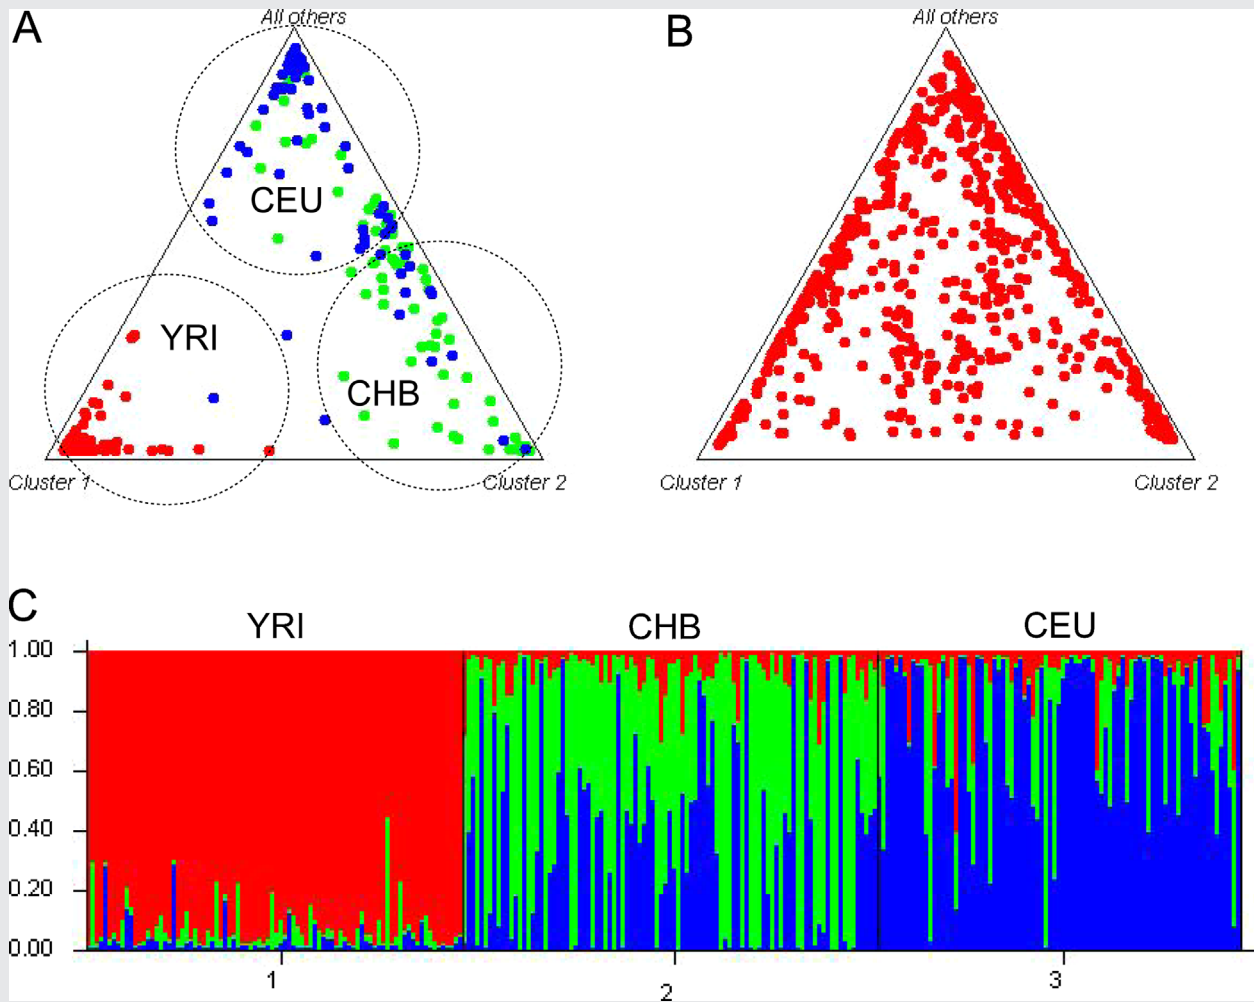 A
All others
CEU
YRI
CHB
Cluster 1
Cluster 2
B
All others
Cluster 1
Cluster 2
C
YRI
CHB
CEU
1.00
0.80
0.60
0.40
0.20
0.00
1
2
3